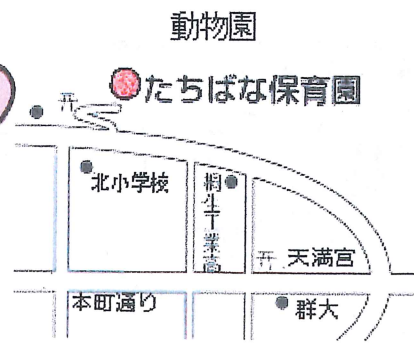 動物園
たちばな保育園
北小学校
桐生工業高
天満宮
本町通り
群大